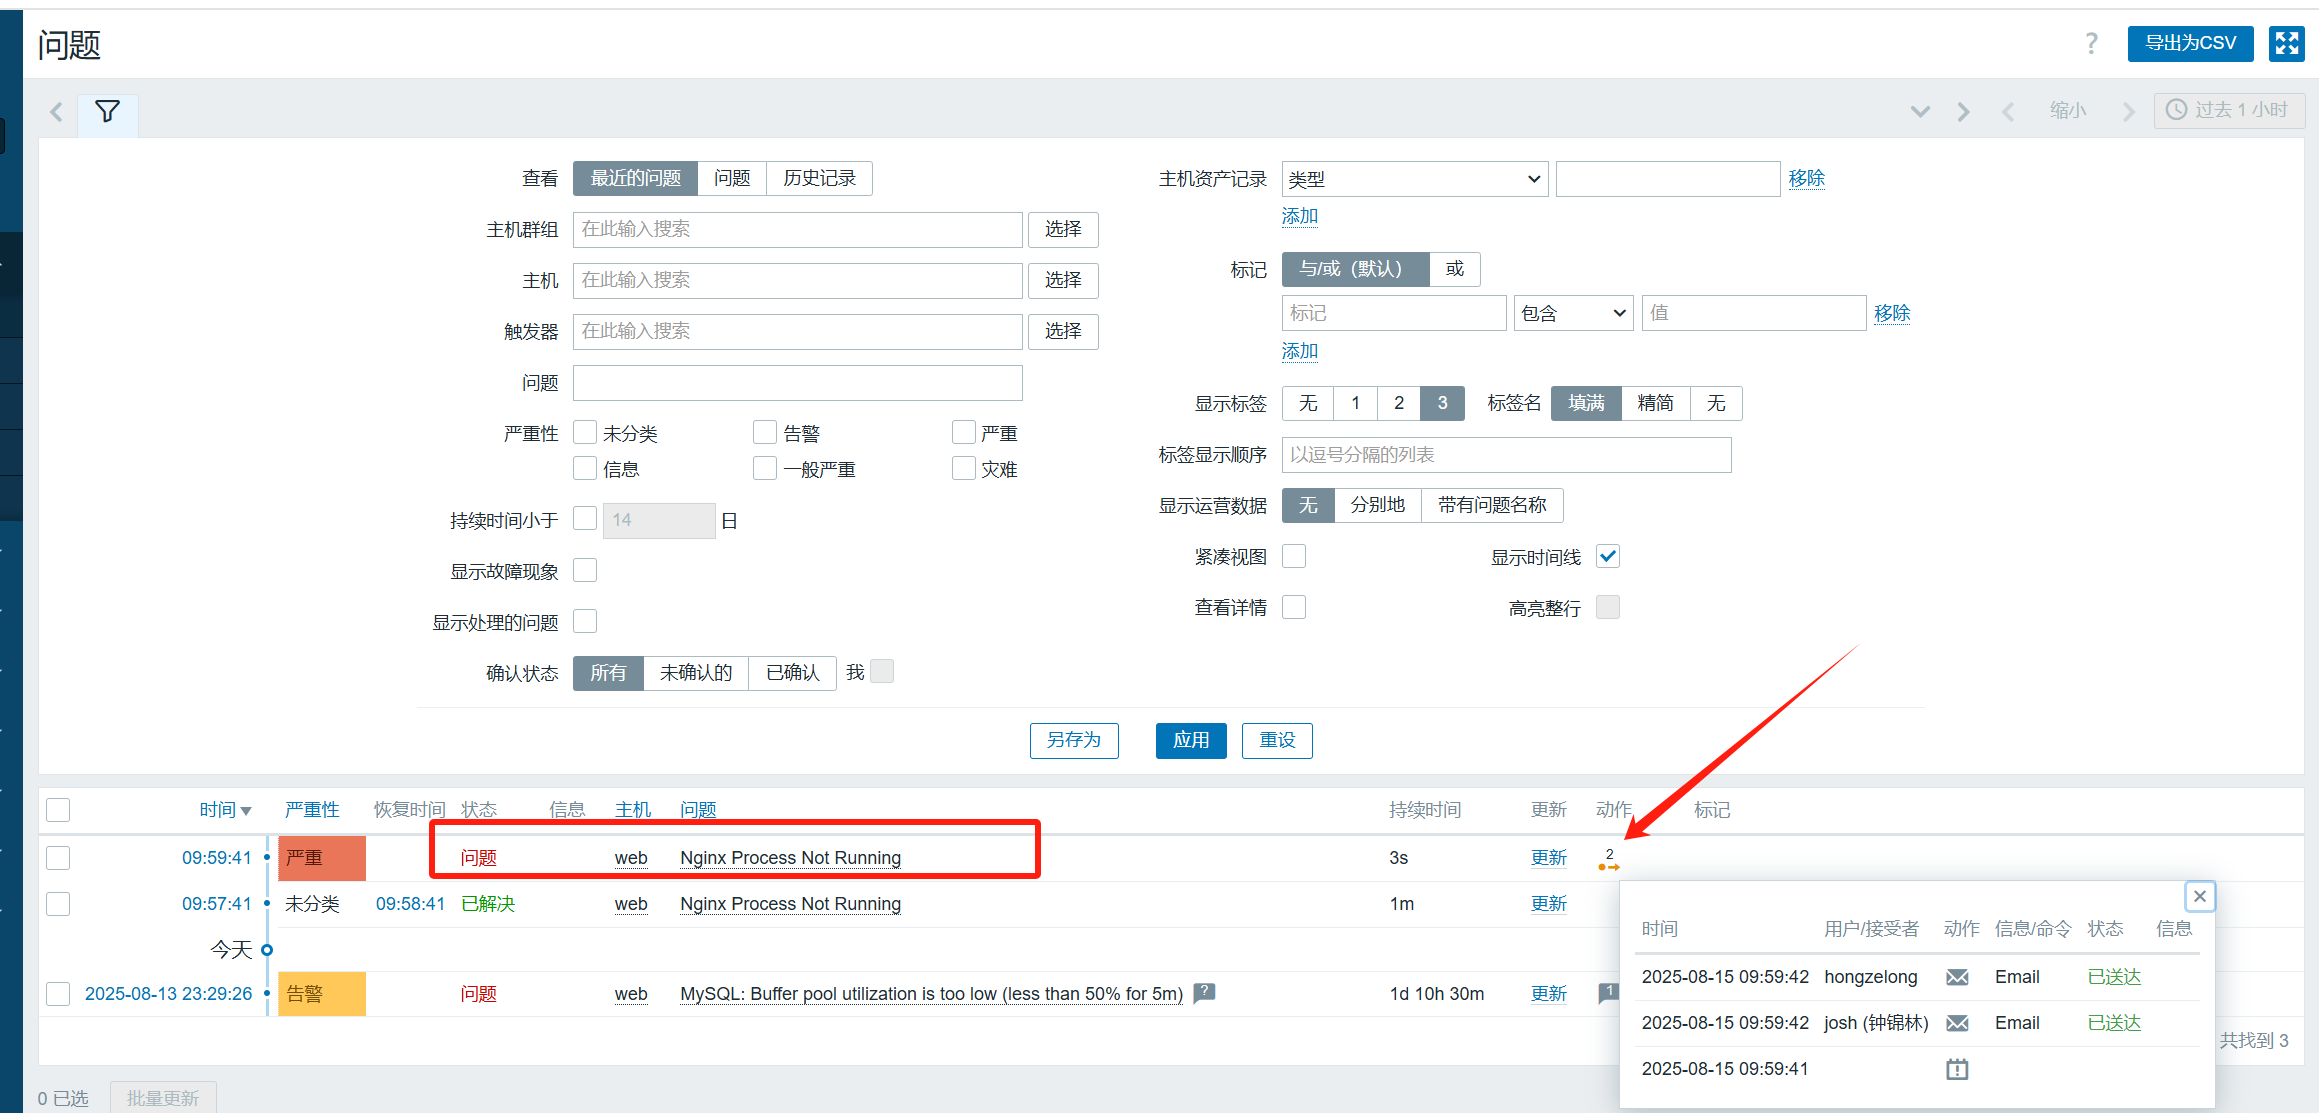 问题
? 导出为CSV
缩小 过去 1 小时
查看 最近的问题 问题 历史记录
主机群组 在此输入搜索 选择
主机 在此输入搜索 选择
触发器 在此输入搜索 选择
问题
严重性 未分类 告警 严重
信息 一般严重 灾难
持续时间小于 14 日
显示故障现象
显示处理的问题
确认状态 所有 未确认的 已确认 我
主机资产记录 类型 移除
添加
标记 与/或（默认） 或
标记 包含 值 移除
添加
显示标签 无 1 2 3 标签名 填满 精简 无
标签显示顺序 以逗号分隔的列表
显示运营数据 无 分别地 带有问题名称
紧凑视图 显示时间线
查看详情 高亮整行
另存为 应用 重设
时间 严重性 恢复时间 状态 信息 主机 问题 持续时间 更新 动作 标记
09:59:41 严重 问题 web Nginx Process Not Running 3s 更新 2
09:57:41 未分类 09:58:41 已解决 web Nginx Process Not Running 1m 更新
今天
2025-08-13 23:29:26 告警 问题 web MySQL: Buffer pool utilization is too low (less than 50% for 5m) ? 1d 10h 30m 更新 1
时间 用户/接受者 动作 信息/命令 状态 信息
2025-08-15 09:59:42 hongzelong Email 已送达
2025-08-15 09:59:42 josh (钟锦林) Email 已送达
2025-08-15 09:59:41
共找到 3
0 已选 批量更新